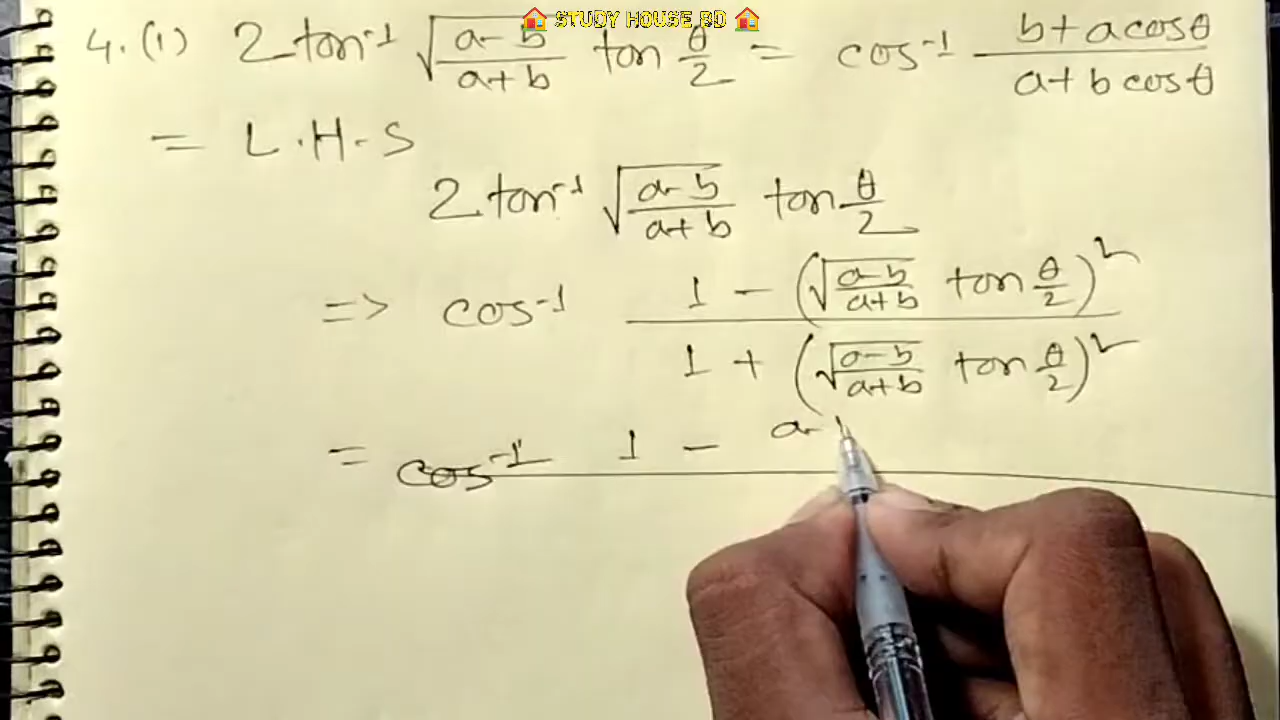 🏠 STUDY HOUSE BD 🏠
4. (1) 2 tan⁻¹ √((a-b)/(a+b)) tan θ/2 = cos⁻¹ (b+a cosθ)/(a+b cosθ)
= L.H.S
2 tan⁻¹ √((a-b)/(a+b)) tan θ/2
=> cos⁻¹ (1 - (√((a-b)/(a+b)) tan θ/2)²)/(1 + (√((a-b)/(a+b)) tan θ/2)²)
= cos⁻¹ 1 - a-